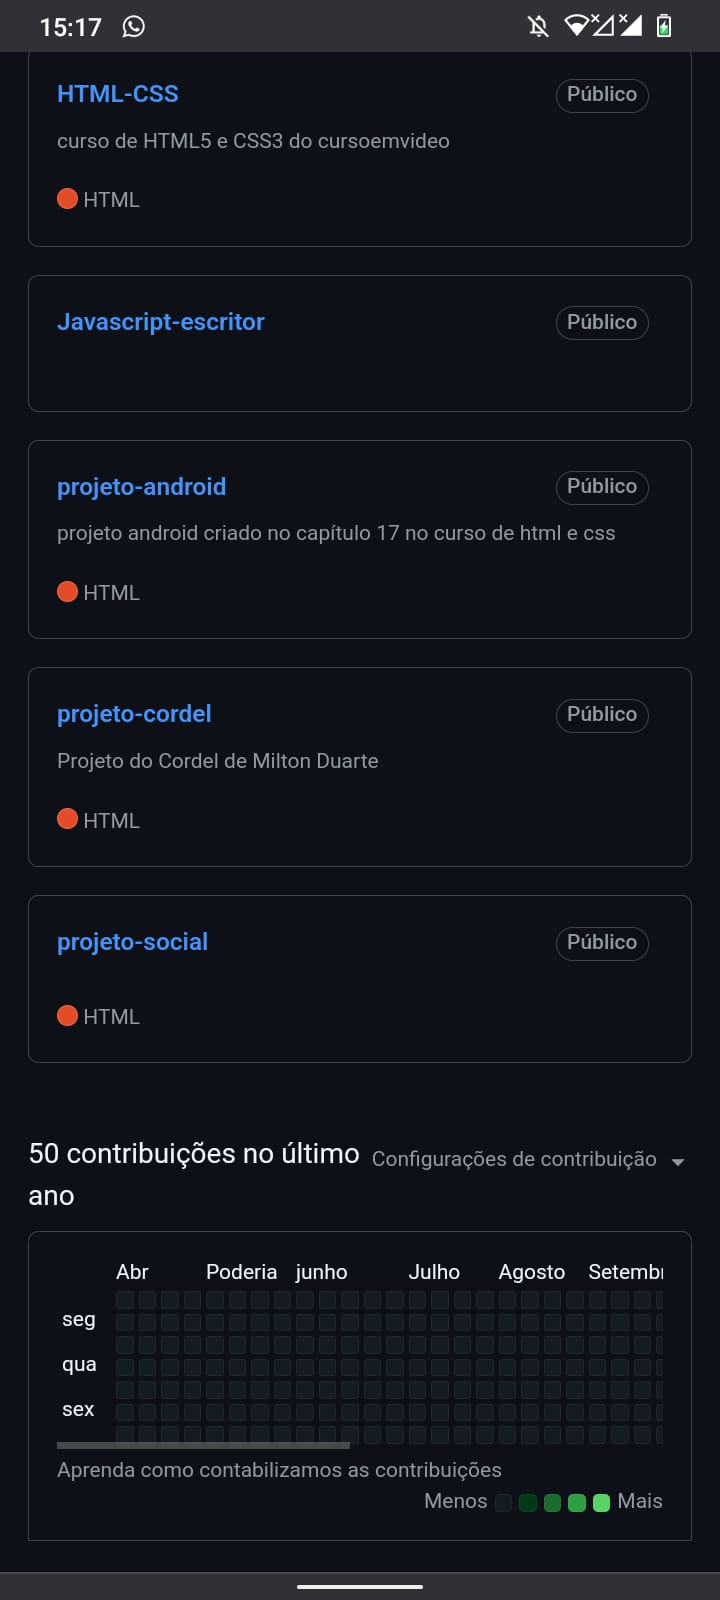 15:17
HTML-CSS Público
curso de HTML5 e CSS3 do cursoemvideo
HTML
Javascript-escritor Público
projeto-android Público
projeto android criado no capítulo 17 no curso de html e css
HTML
projeto-cordel Público
Projeto do Cordel de Milton Duarte
HTML
projeto-social Público
HTML
50 contribuições no último ano Configurações de contribuição
Abr Poderia junho Julho Agosto Setembr
seg
qua
sex
Aprenda como contabilizamos as contribuições
Menos Mais